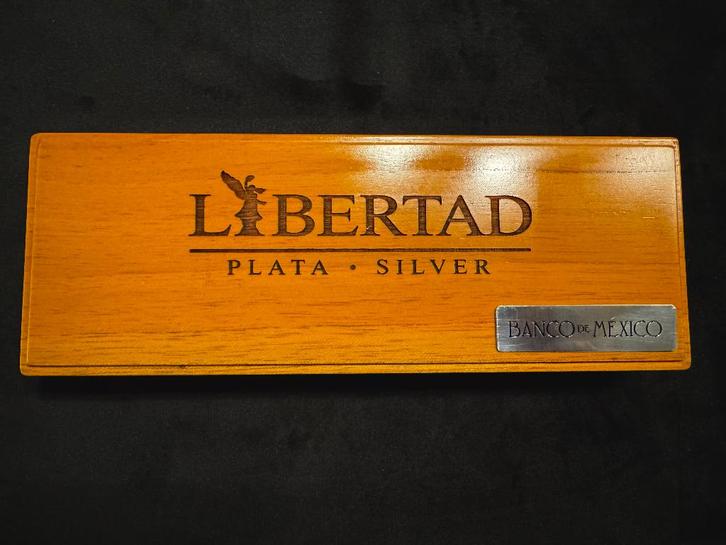 LIBERTAD
PLATA • SILVER
BANCO DE MÉXICO